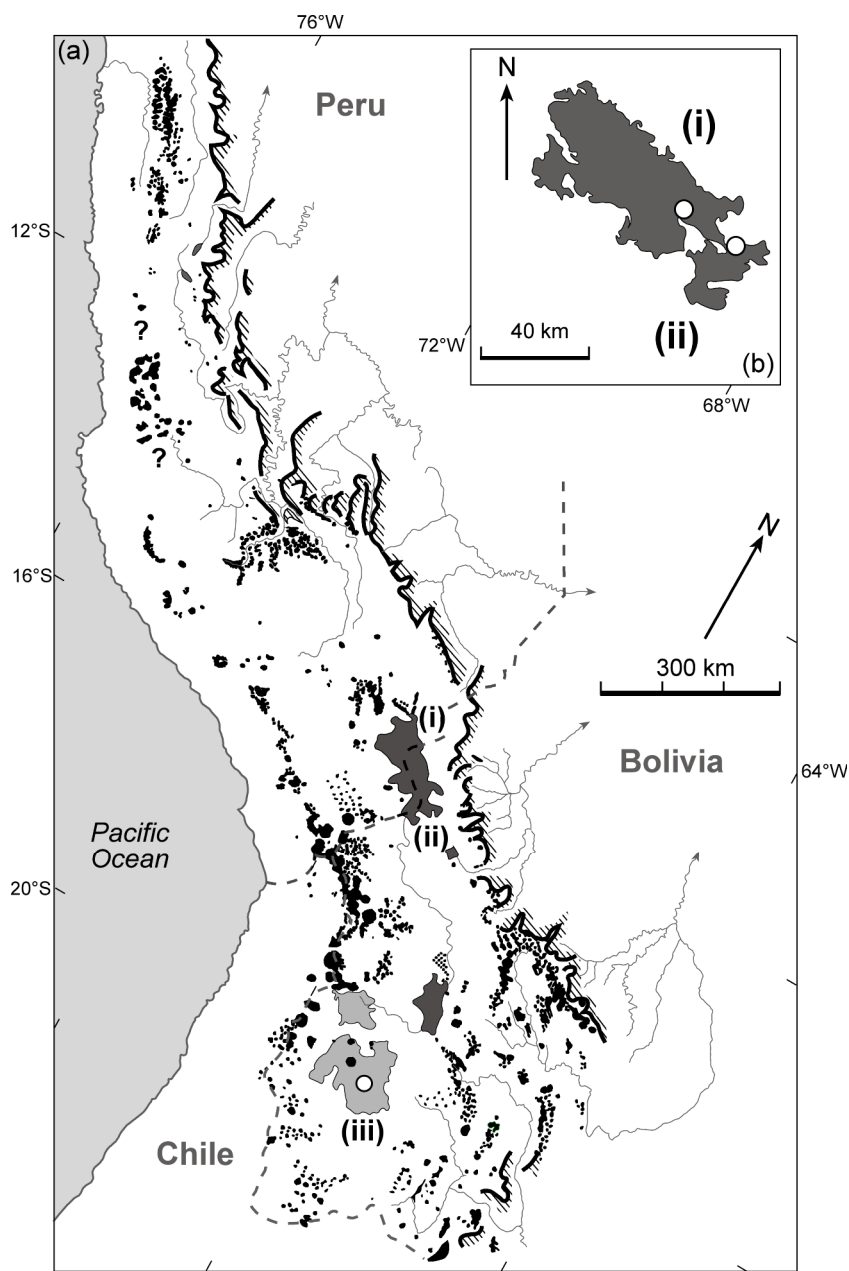 76°W
(a)
Peru
N
(i)
12°S
72°W
40 km
(ii)
(b)
68°W
?
?
16°S
N
300 km
(i)
Bolivia
64°W
Pacific
Ocean
(ii)
20°S
(iii)
Chile